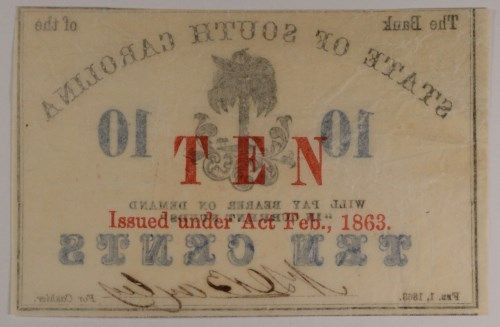 The Bank of the
STATE OF SOUTH CAROLINA
10 10
TEN
WILL PAY BEARER ON DEMAND
Issued under Act Feb., 1863.
TEN CENTS
Feb. 1, 1863. For Cashier.